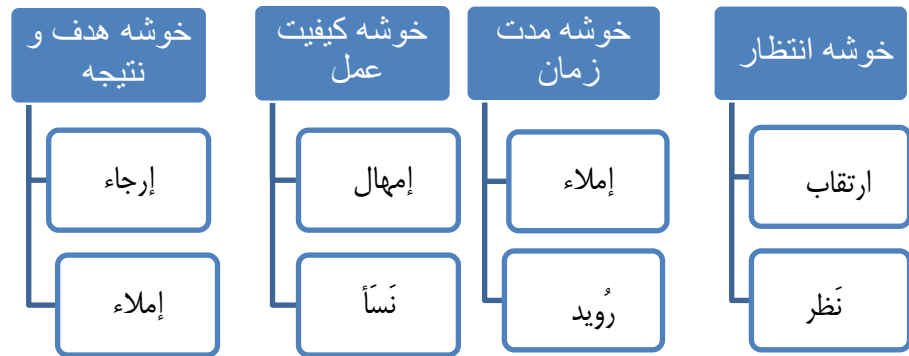 خوشه انتظار
ارتقاب
نَظر
خوشه مدت
زمان
إملاء
رُوید
خوشه کیفیت
عمل
إمهال
نَسَأ
خوشه هدف و
نتیجه
إرجاء
إملاء